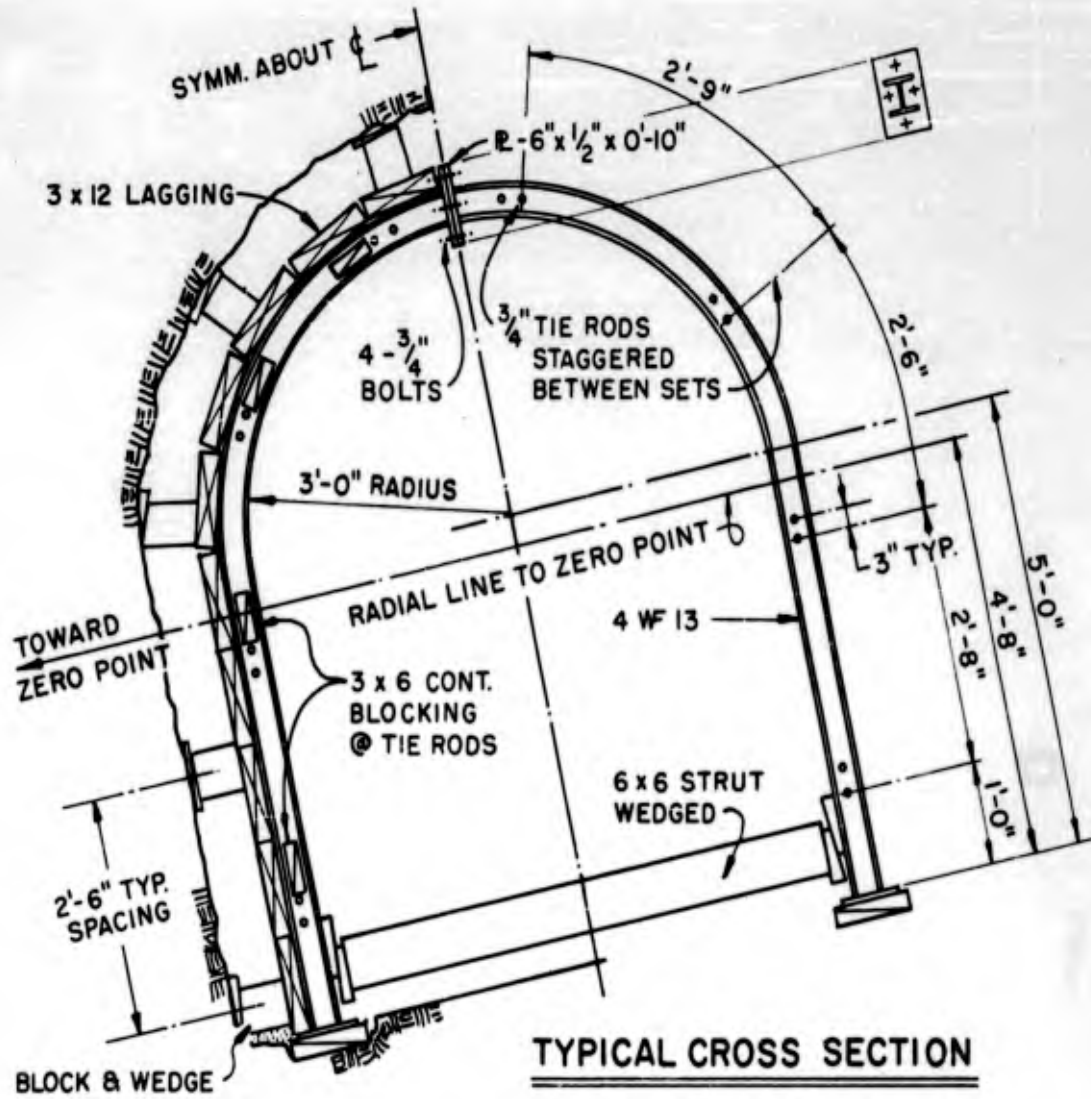 SYMM. ABOUT ℄
2'-9"
℞-6" x 1/2" x 0'-10"
3 x 12 LAGGING
3/4" TIE RODS
STAGGERED
BETWEEN SETS
4 - 3/4"
BOLTS
2'-6"
3'-0" RADIUS
RADIAL LINE TO ZERO POINT
3" TYP.
TOWARD
ZERO POINT
4 WF 13
5'-0"
4'-8"
2'-8"
3 x 6 CONT.
BLOCKING
@ TIE RODS
6 x 6 STRUT
WEDGED
1'-0"
2'-6" TYP.
SPACING
BLOCK & WEDGE
TYPICAL CROSS SECTION